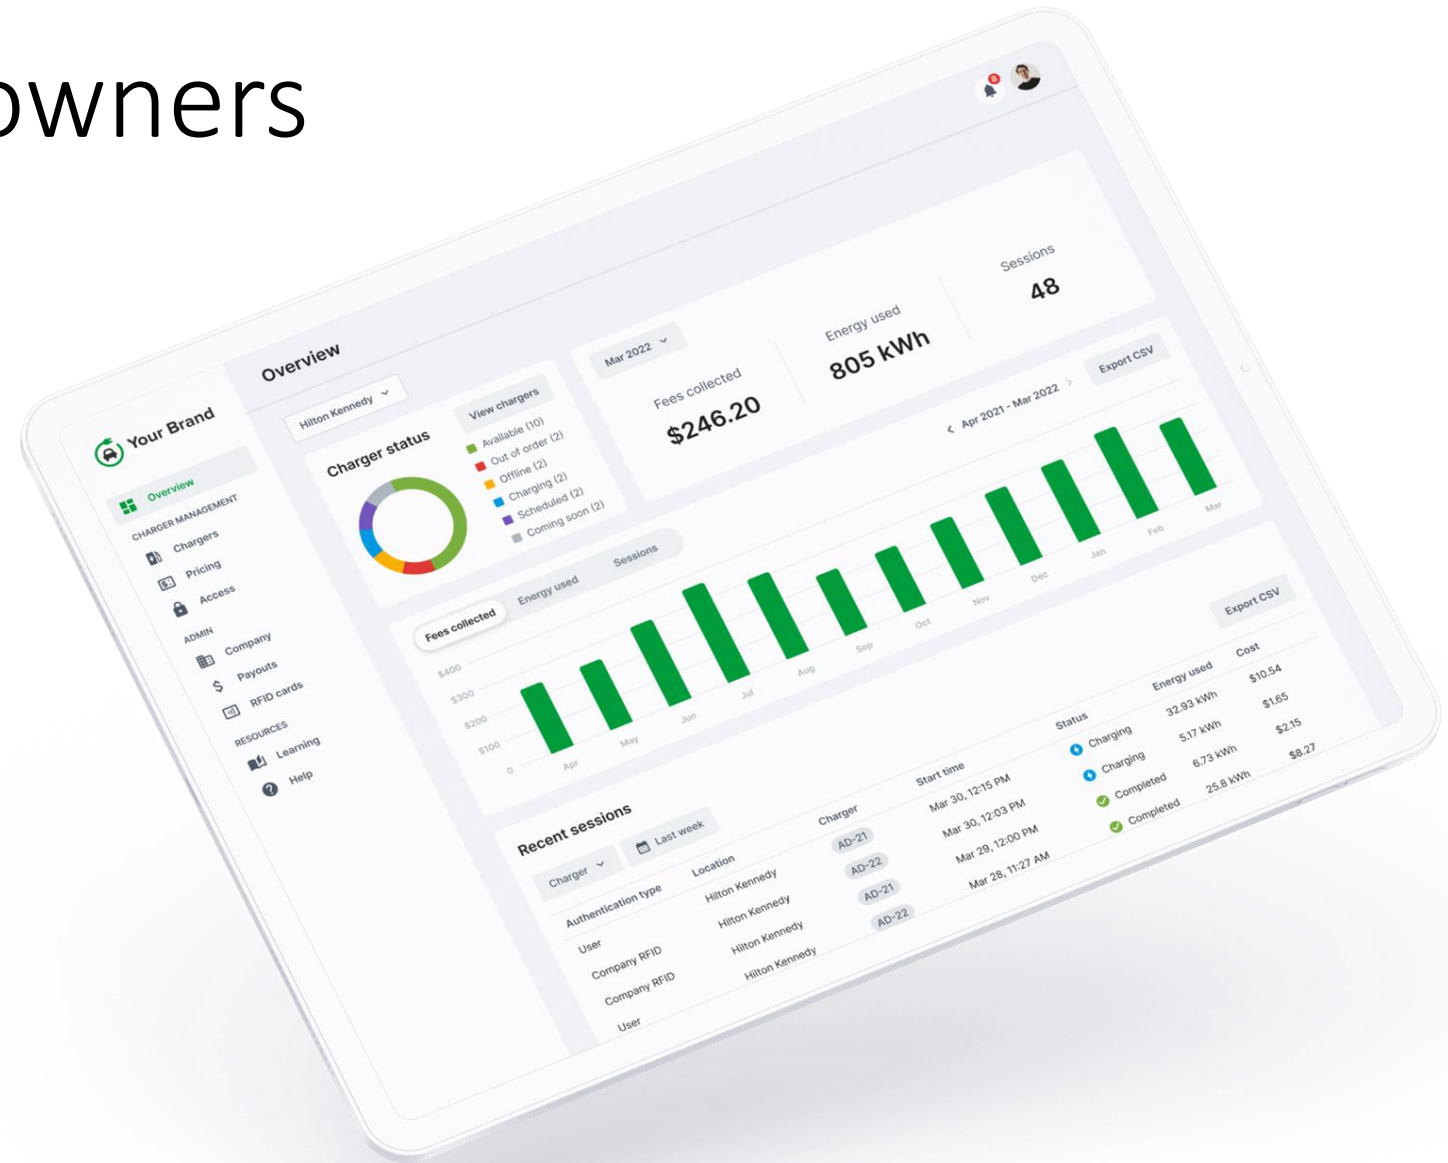 owners
8
Overview
Your Brand
Overview
CHARGER MANAGEMENT
Chargers
Pricing
Access
ADMIN
Company
$ Payouts
RFID cards
RESOURCES
Learning
? Help
Hilton Kennedy
Charger status
View chargers
Available (10)
Out of order (2)
Offline (2)
Charging (2)
Scheduled (2)
Coming soon (2)
Mar 2022
Fees collected
$246.20
Energy used
805 kWh
Sessions
48
Fees collected Energy used Sessions
< Apr 2021 - Mar 2022 >
Export CSV
$400
$300
$200
$100
0
Apr May Jun Jul Aug Sep Oct Nov Dec Jan Feb Mar
Recent sessions
Charger
Last week
Export CSV
Authentication type Location Charger Start time Status Energy used Cost
User Hilton Kennedy AD-21 Mar 30, 12:15 PM Charging 32.93 kWh $10.54
Company RFID Hilton Kennedy AD-22 Mar 30, 12:03 PM Charging 5.17 kWh $1.65
Company RFID Hilton Kennedy AD-21 Mar 29, 12:00 PM Completed 6.73 kWh $2.15
User Hilton Kennedy AD-22 Mar 28, 11:27 AM Completed 25.8 kWh $8.27